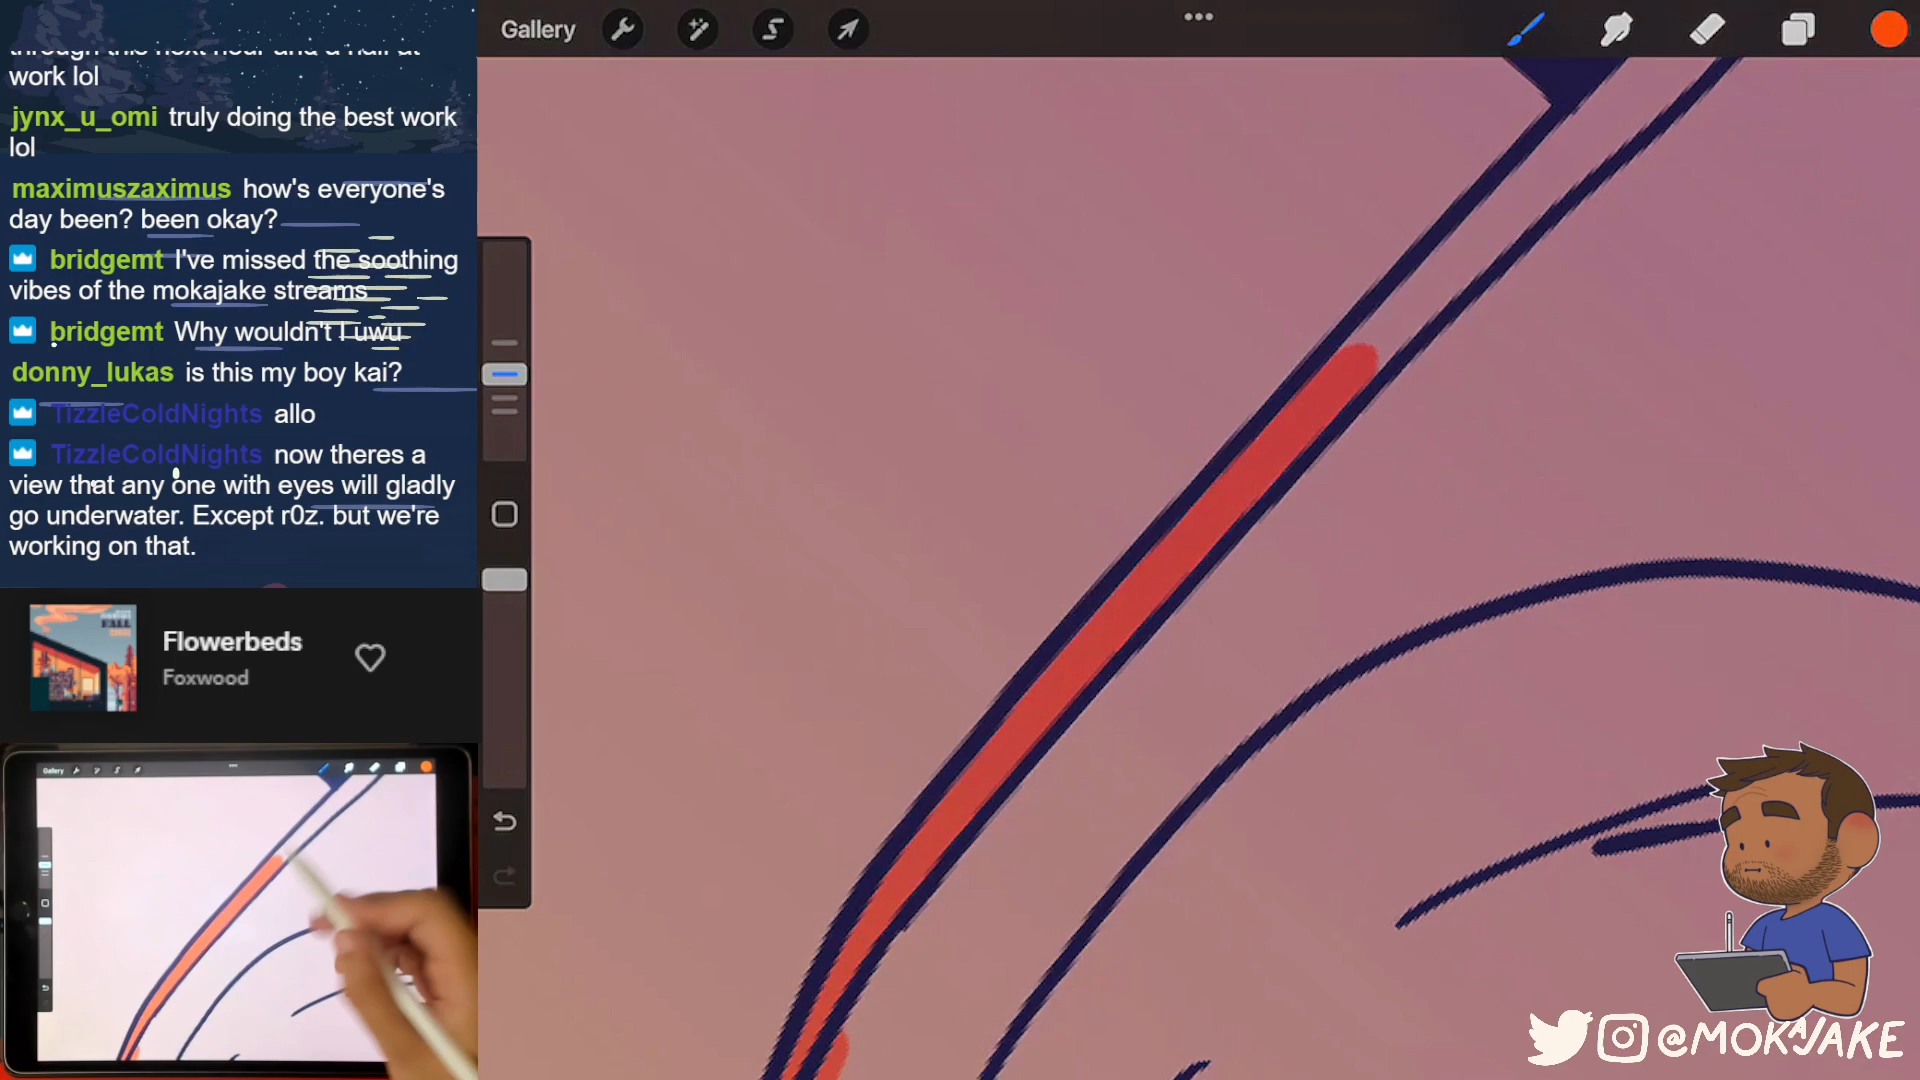 work lol
jynx_u_omi truly doing the best work
lol
maximuszaximus how's everyone's
day been? been okay?
bridgemt I've missed the soothing
vibes of the mokajake streams
bridgemt Why wouldn't I uwu
donny_lukas is this my boy kai?
TizzleColdNights allo
TizzleColdNights now theres a
view that any one with eyes will gladly
go underwater. Except r0z. but we're
working on that.
Flowerbeds
Foxwood
Gallery
Gallery
FALL
@MOKAJAKE